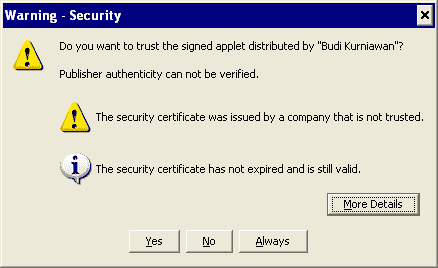 Warning - Security
Do you want to trust the signed applet distributed by "Budi Kurniawan"?
Publisher authenticity can not be verified.
The security certificate was issued by a company that is not trusted.
The security certificate has not expired and is still valid.
More Details
Yes No Always